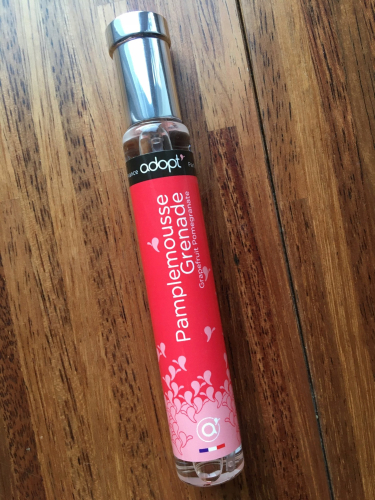 adopt'
Pamplemousse
Grenade
Grapefruit Pomegranate